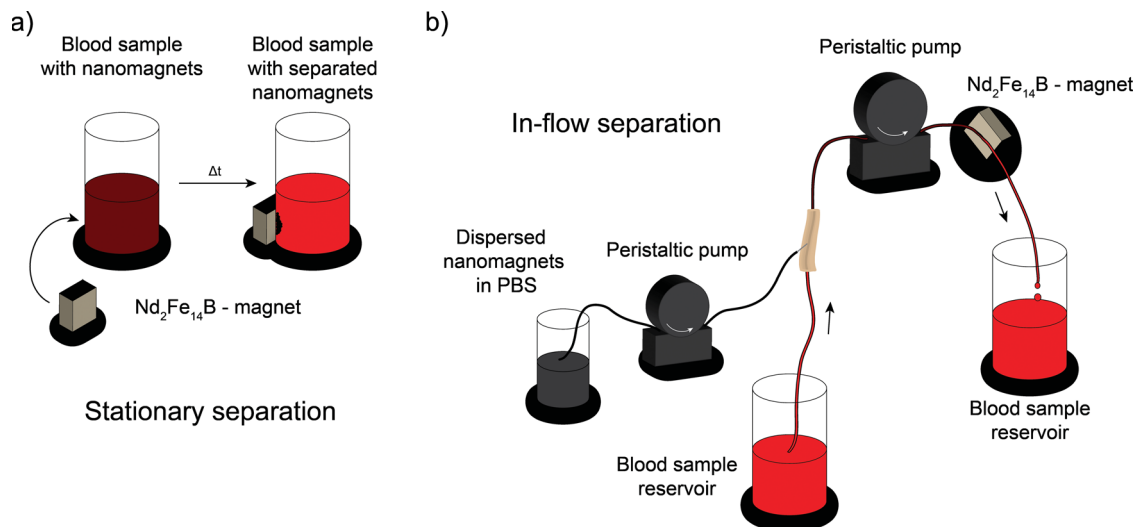 a)
Blood sample
with nanomagnets
Blood sample
with separated
nanomagnets
Δt
Nd₂Fe₁₄B - magnet
Stationary separation
b)
Peristaltic pump
Nd₂Fe₁₄B - magnet
In-flow separation
Dispersed
nanomagnets
in PBS
Peristaltic pump
Blood sample
reservoir
Blood sample
reservoir